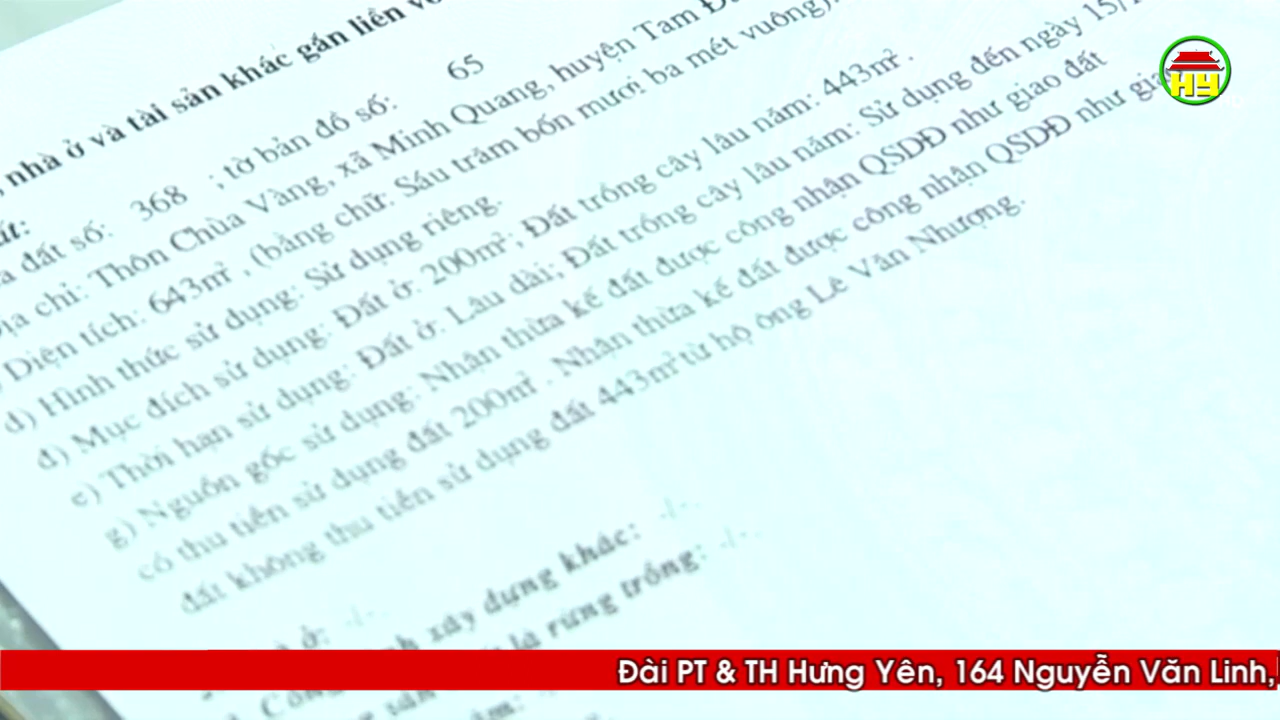 nhà ở và tài sản khác gắn liền
đất số: 368 ; tờ bản đồ số: 65
chỉ: Thôn Chùa Vàng, xã Minh Quang, huyện Tam
Diện tích: 643m², (bằng chữ: Sáu trăm bốn mươi ba mét vuông).
d) Hình thức sử dụng: Sử dụng riêng.
đ) Mục đích sử dụng: Đất ở: 200m²; Đất trồng cây lâu năm: 443m².
e) Thời hạn sử dụng: Đất ở: Lâu dài; Đất trồng cây lâu năm: Sử dụng đến ngày 15/1
g) Nguồn gốc sử dụng: Nhận thừa kế đất được công nhận QSDĐ như giao đất
có thu tiền sử dụng đất 200m². Nhận thừa kế đất được công nhận QSDĐ như giao
đất không thu tiền sử dụng đất 443m² từ hộ ông Lê Văn Nhượng.
ở: -/-.
xây dựng khác: -/-.
là rừng trồng: -/-.
HY
Đài PT & TH Hưng Yên, 164 Nguyễn Văn Linh,